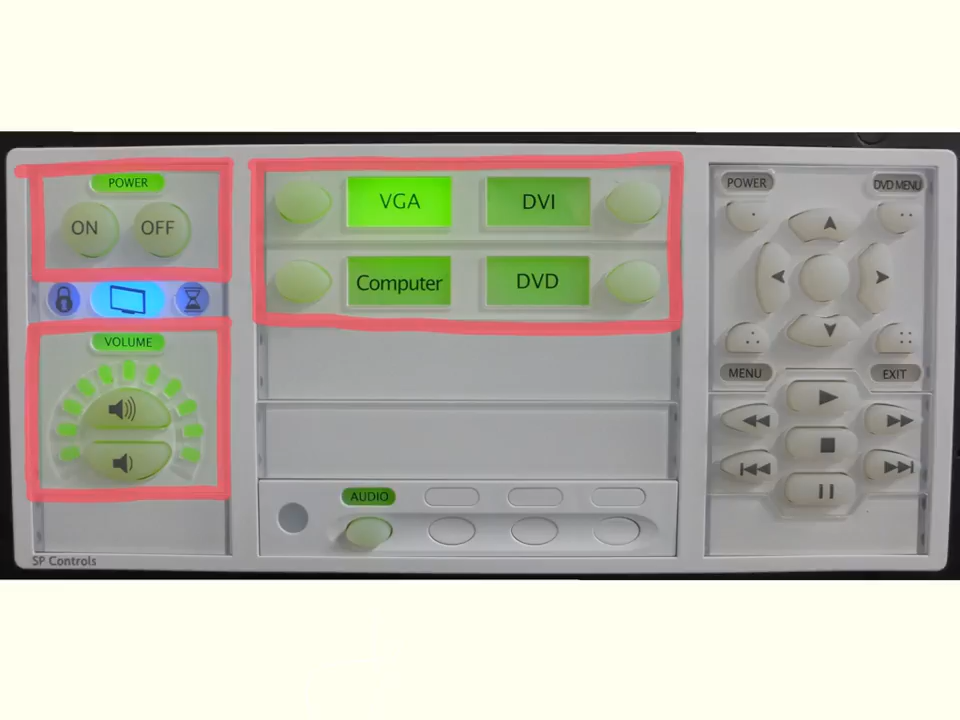 POWER
ON OFF
VOLUME
VGA DVI
Computer DVD
AUDIO
POWER DVD MENU
MENU EXIT
SP Controls